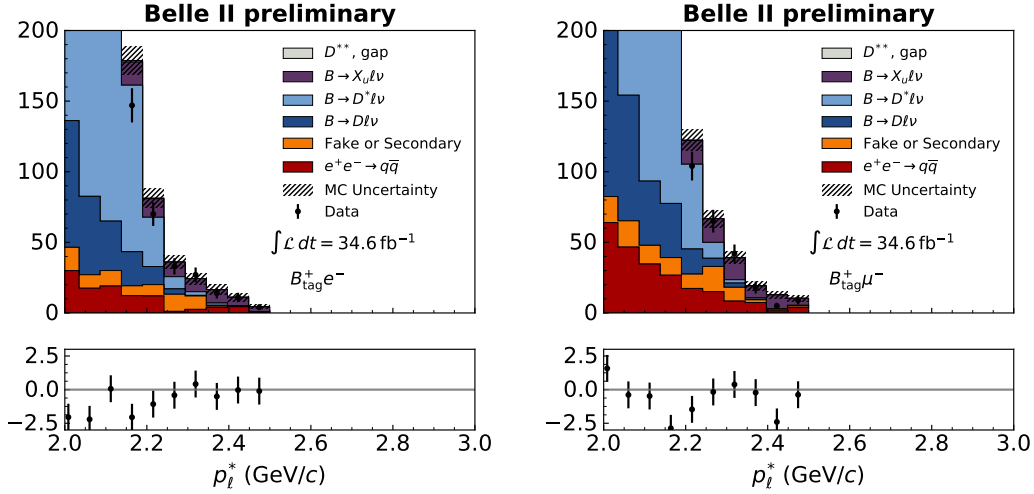 Belle II preliminary
200
150
100
50
0
D**, gap
B → Xuℓν
B → D*ℓν
B → Dℓν
Fake or Secondary
e⁺e⁻ → qq̅
MC Uncertainty
Data
∫ℒ dt = 34.6 fb⁻¹
B⁺tag e⁻
2.5
0.0
−2.5
2.0 2.2 2.4 2.6 2.8 3.0
p*ℓ (GeV/c)
Belle II preliminary
200
150
100
50
0
D**, gap
B → Xuℓν
B → D*ℓν
B → Dℓν
Fake or Secondary
e⁺e⁻ → qq̅
MC Uncertainty
Data
∫ℒ dt = 34.6 fb⁻¹
B⁺tag μ⁻
2.5
0.0
−2.5
2.0 2.2 2.4 2.6 2.8 3.0
p*ℓ (GeV/c)